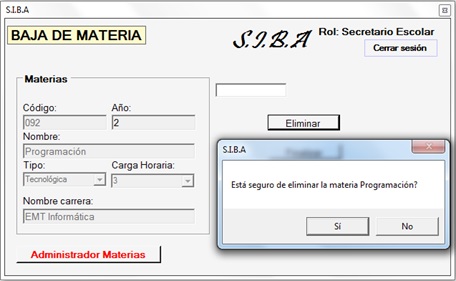 S.I.B.A
BAJA DE MATERIA
S.I.B.A
Rol: Secretario Escolar
Cerrar sesión
Materias
Código:
Año:
092
2
Nombre:
Programación
Tipo:
Carga Horaria:
Tecnológica
3
Nombre carrera:
EMT Informática
Eliminar
S.I.B.A
Está seguro de eliminar la materia Programación?
Sí
No
Administrador Materias